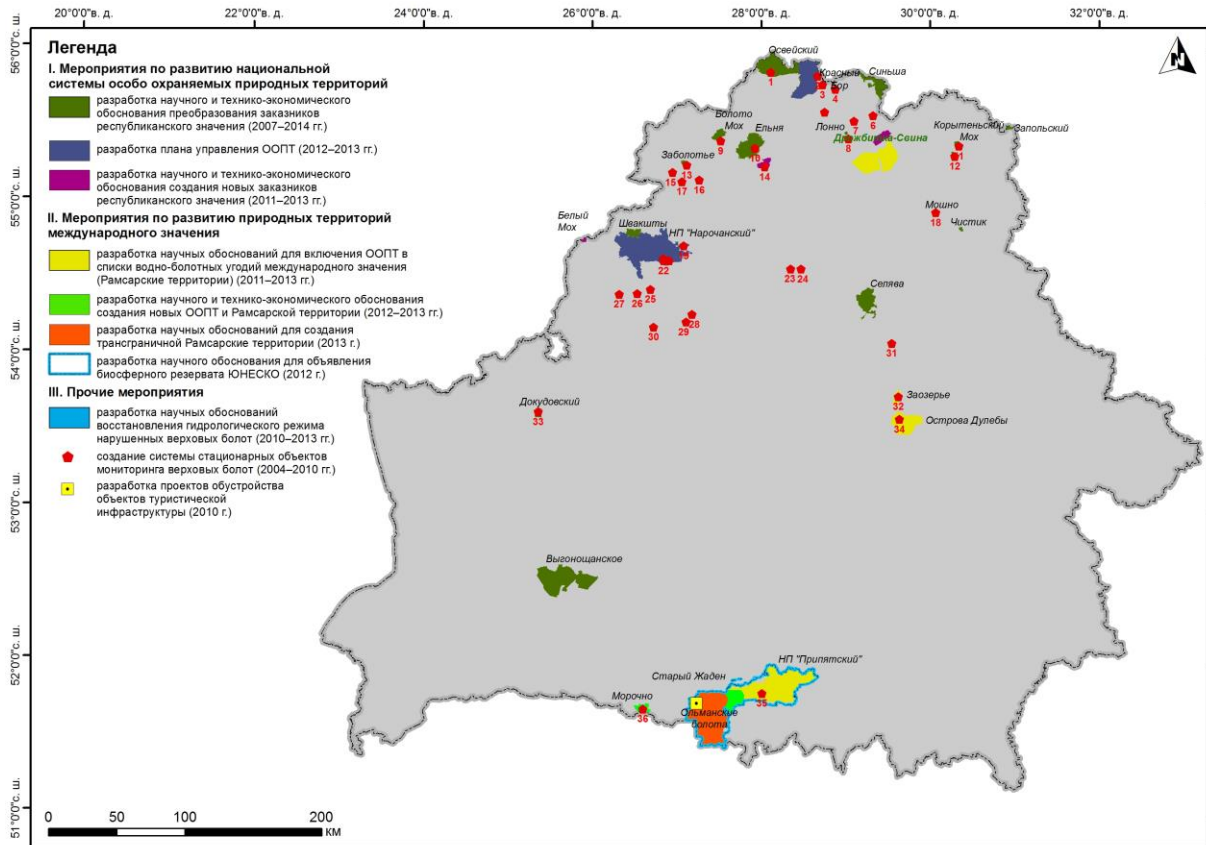 20°0'0"в. д. 22°0'0"в. д. 24°0'0"в. д. 26°0'0"в. д. 28°0'0"в. д. 30°0'0"в. д. 32°0'0"в. д.
56°0'0"с. ш.
55°0'0"с. ш.
54°0'0"с. ш.
53°0'0"с. ш.
52°0'0"с. ш.
51°0'0"с. ш.
N
Легенда
I. Мероприятия по развитию национальной
системы особо охраняемых природных территорий
разработка научного и технико-экономического
обоснования преобразования заказников
республиканского значения (2007–2014 гг.)
разработка плана управления ООПТ (2012–2013 гг.)
разработка научного и технико-экономического
обоснования создания новых заказников
республиканского значения (2011–2013 гг.)
II. Мероприятия по развитию природных территорий
международного значения
разработка научных обоснований для включения ООПТ в
списки водно-болотных угодий международного значения
(Рамсарские территории) (2011–2013 гг.)
разработка научного и технико-экономического обоснования
создания новых ООПТ и Рамсарской территории (2012–2013 гг.)
разработка научных обоснований для создания
трансграничной Рамсарские территории (2013 г.)
разработка научного обоснования для объявления
биосферного резервата ЮНЕСКО (2012 г.)
III. Прочие мероприятия
разработка научных обоснований
восстановления гидрологического режима
нарушенных верховых болот (2010–2013 гг.)
создание системы стационарных объектов
мониторинга верховых болот (2004–2010 гг.)
разработка проектов обустройства
объектов туристической
инфраструктуры (2010 г.)
0 50 100 200
КМ
Освейский
1
Красный
Бор
3
4
Синьша
6
7
Болото
Мох
9
Ельня
10
Лонно
8
14
Корытеньский
Мох
Запольский
1
12
Заболотье
13
15
17
16
Мошно
18
Чистик
Белый
Мох
Швакшты
НП "Нарочанский"
22
23
24
25
26
27
28
29
30
Селява
31
Заозерье
32
Острова Дулебы
34
Докудовский
33
Выгонощанское
НП "Припятский"
Старый Жаден
35
Морочно
36
Ольманские
болота